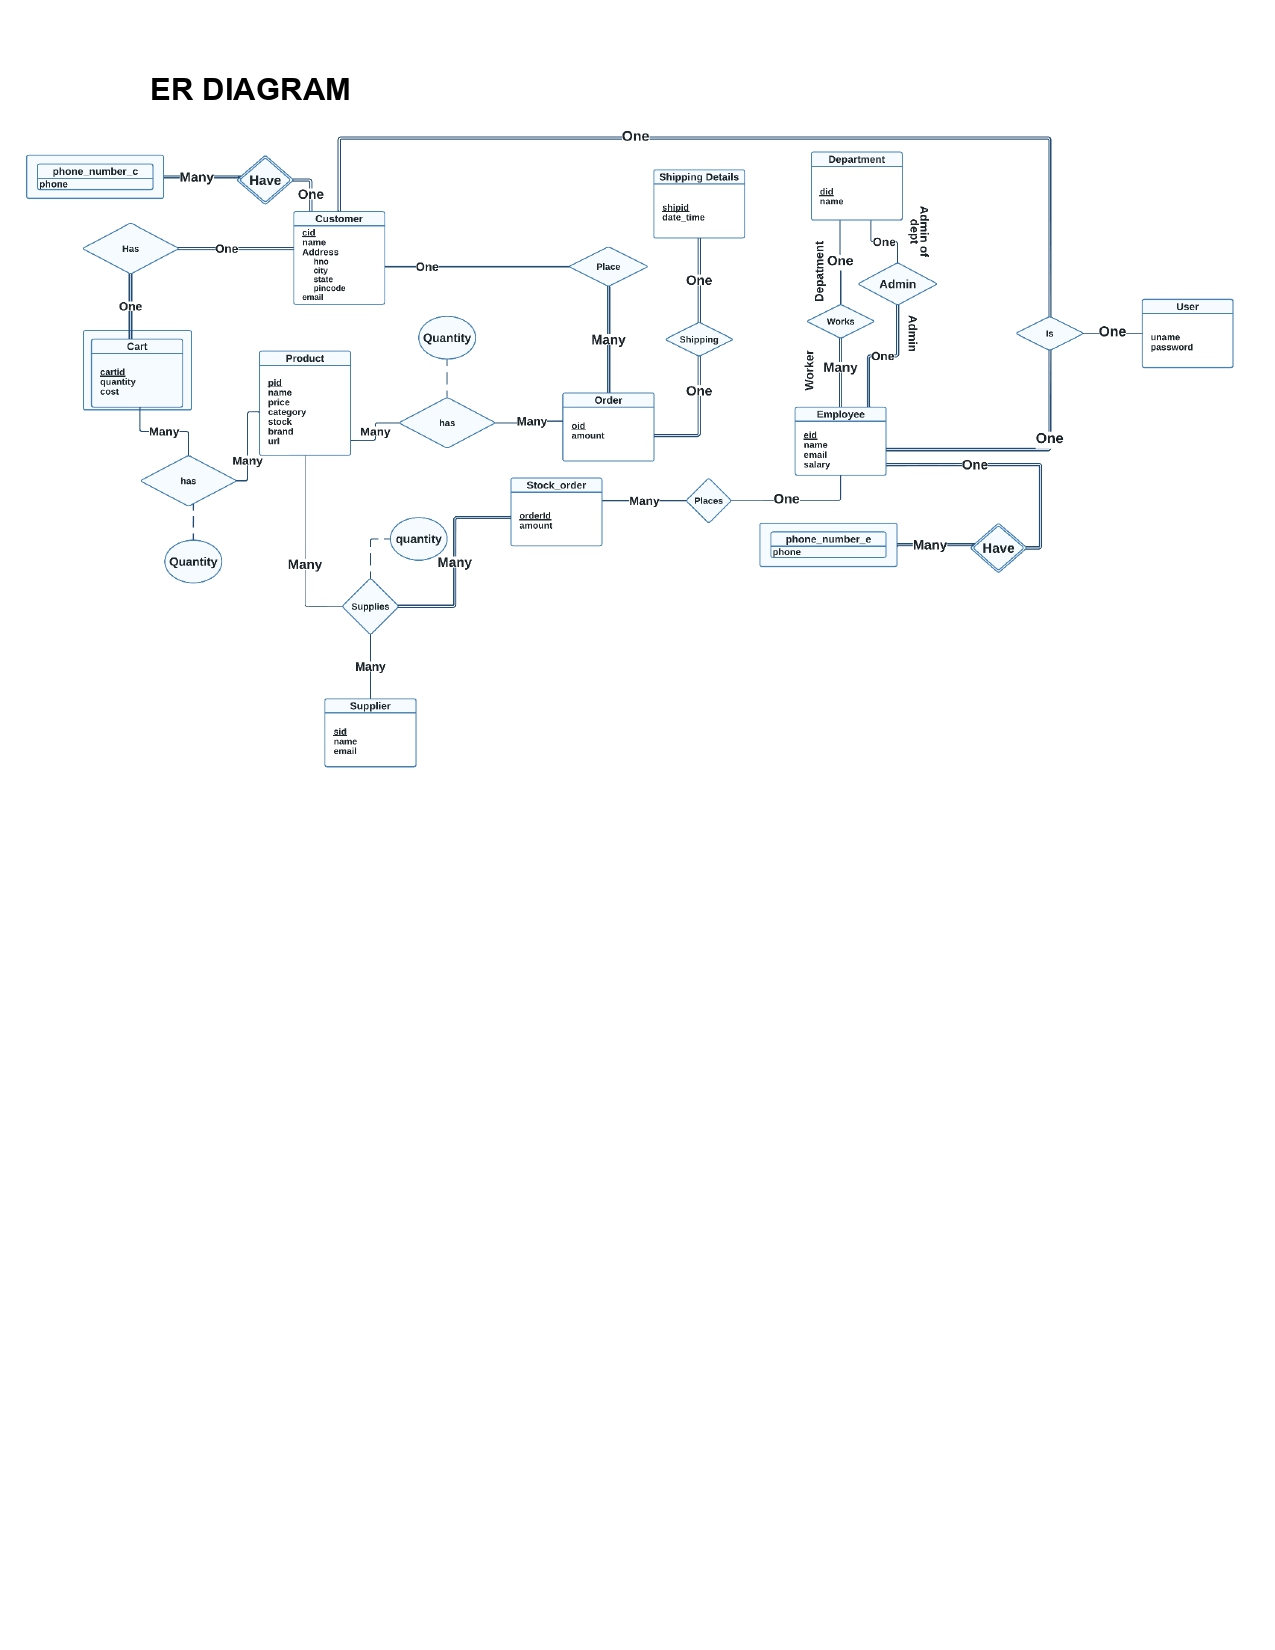 ER DIAGRAM
One
phone_number_c
phone
Many
Have
One
Customer
cid
name
Address
hno
city
state
pincode
email
Has
One
One
Cart
cartid
quantity
cost
Many
has
Many
Quantity
Product
pid
name
price
category
stock
brand
url
Many
has
Quantity
Many
One
Place
Many
Order
oid
amount
Shipping Details
shipid
date_time
One
Shipping
One
Department
did
name
Depatment
One
Works
Many
Worker
One
Admin of
dept
Admin
Admin
One
Employee
eid
name
email
salary
Is
One
User
uname
password
One
One
phone_number_e
phone
Many
Have
Stock_order
orderId
amount
Many
Places
One
quantity
Many
Many
Supplies
Many
Supplier
sid
name
email